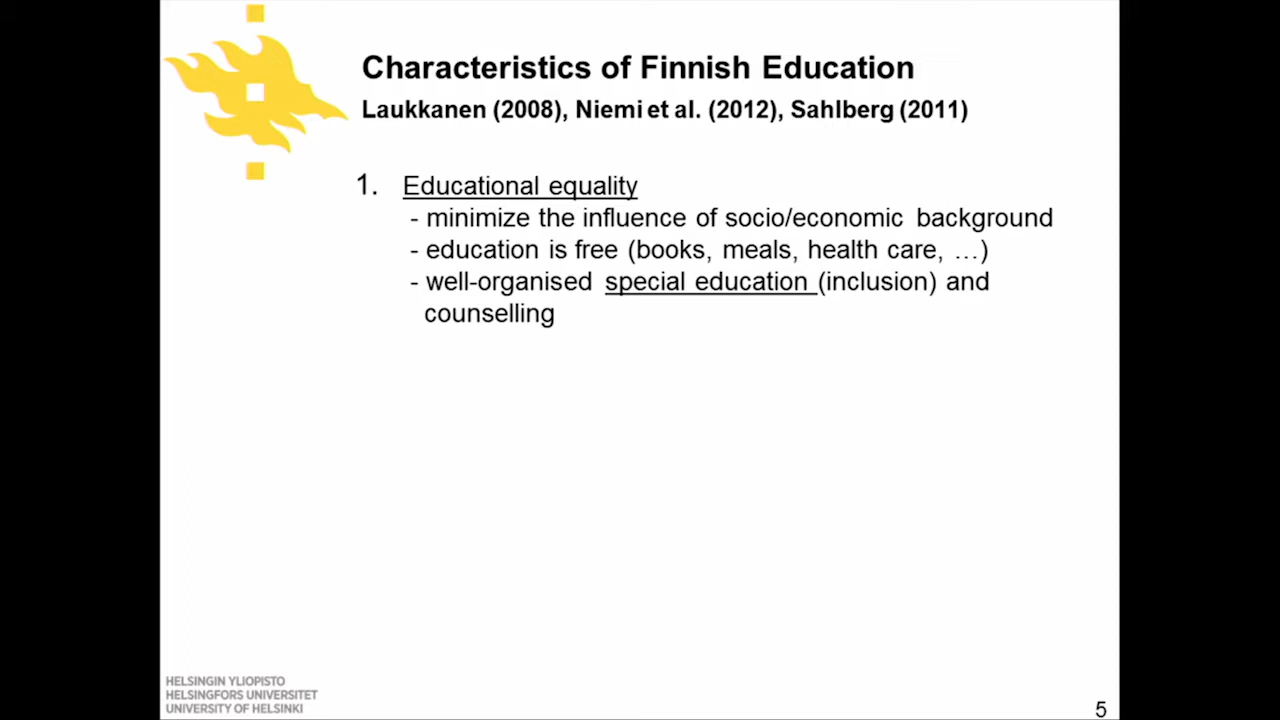 Characteristics of Finnish Education
Laukkanen (2008), Niemi et al. (2012), Sahlberg (2011)
1. Educational equality
- minimize the influence of socio/economic background
- education is free (books, meals, health care, …)
- well-organised special education (inclusion) and
counselling
HELSINGIN YLIOPISTO
HELSINGFORS UNIVERSITET
UNIVERSITY OF HELSINKI
5